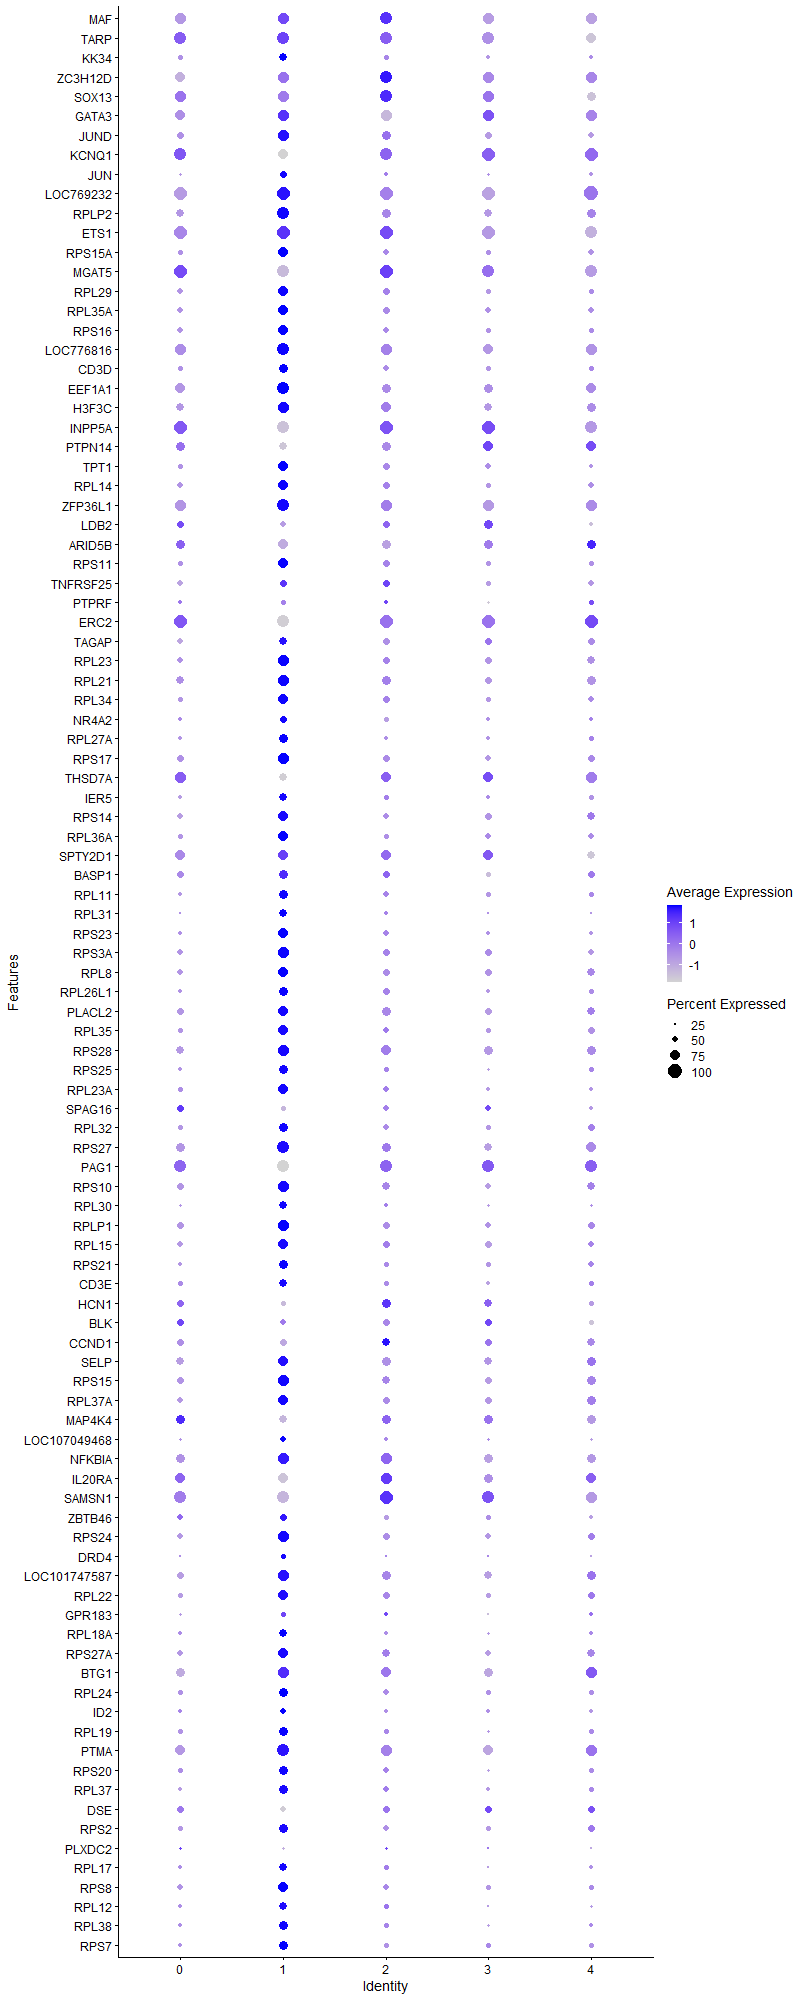 MAF
TARP
KK34
ZC3H12D
SOX13
GATA3
JUND
KCNQ1
JUN
LOC769232
RPLP2
ETS1
RPS15A
MGAT5
RPL29
RPL35A
RPS16
LOC776816
CD3D
EEF1A1
H3F3C
INPP5A
PTPN14
TPT1
RPL14
ZFP36L1
LDB2
ARID5B
RPS11
TNFRSF25
PTPRF
ERC2
TAGAP
RPL23
RPL21
RPL34
NR4A2
RPL27A
RPS17
THSD7A
IER5
RPS14
RPL36A
SPTY2D1
BASP1
RPL11
RPL31
RPS23
RPS3A
RPL8
RPL26L1
PLACL2
RPL35
RPS28
RPS25
RPL23A
SPAG16
RPL32
RPS27
PAG1
RPS10
RPL30
RPLP1
RPL15
RPS21
CD3E
HCN1
BLK
CCND1
SELP
RPS15
RPL37A
MAP4K4
LOC107049468
NFKBIA
IL20RA
SAMSN1
ZBTB46
RPS24
DRD4
LOC101747587
RPL22
GPR183
RPL18A
RPS27A
BTG1
RPL24
ID2
RPL19
PTMA
RPS20
RPL37
DSE
RPS2
PLXDC2
RPL17
RPS8
RPL12
RPL38
RPS7
Features
0 1 2 3 4
Identity
Average Expression
1
0
-1
Percent Expressed
25
50
75
100